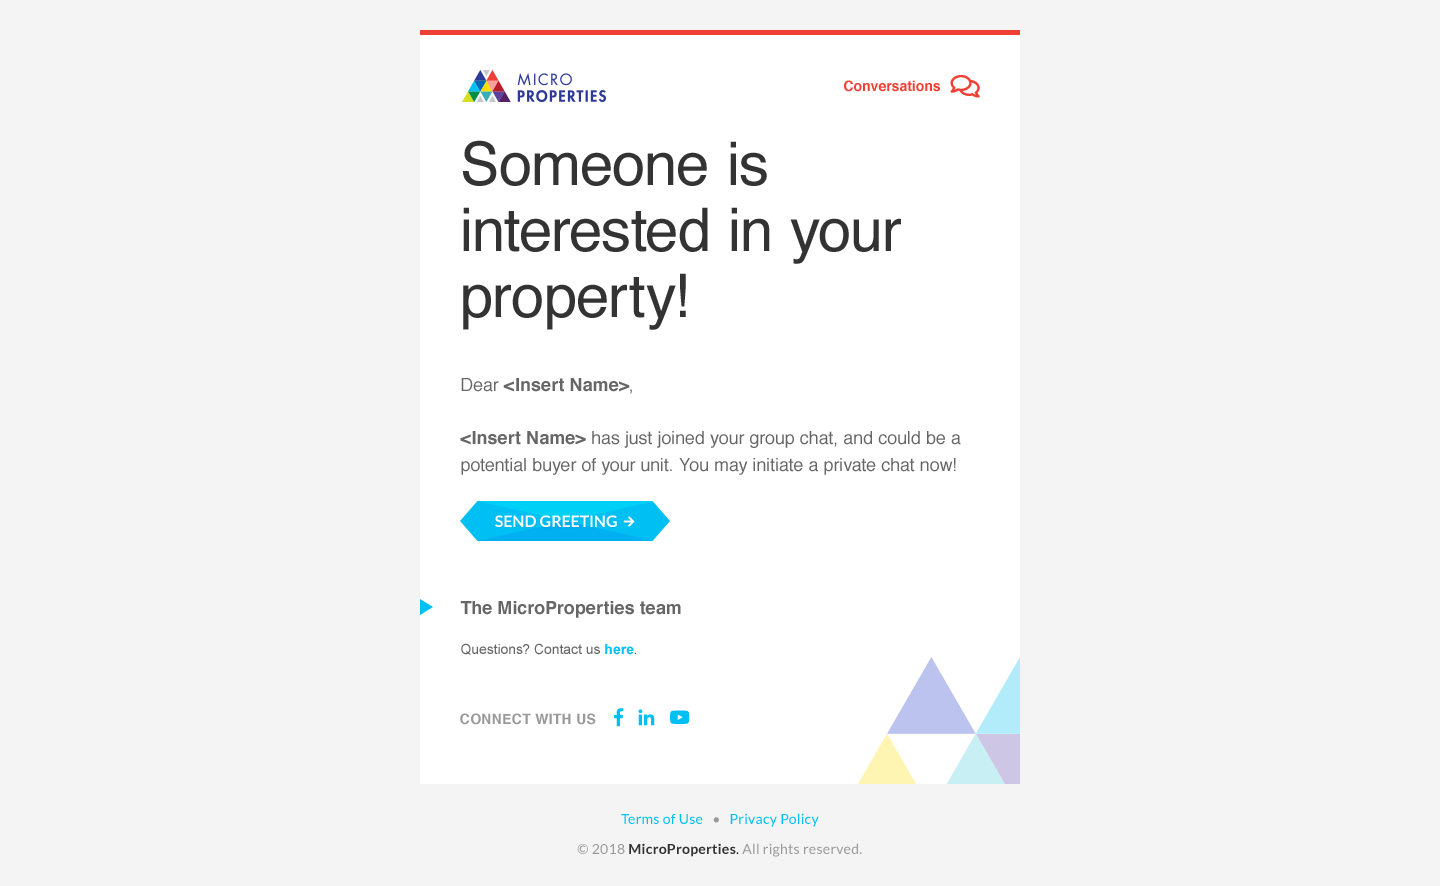 MICRO
PROPERTIES
Conversations
Someone is
interested in your
property!
Dear <Insert Name>,
<Insert Name> has just joined your group chat, and could be a
potential buyer of your unit. You may initiate a private chat now!
SEND GREETING →
The MicroProperties team
Questions? Contact us here.
CONNECT WITH US
Terms of Use • Privacy Policy
© 2018 MicroProperties. All rights reserved.